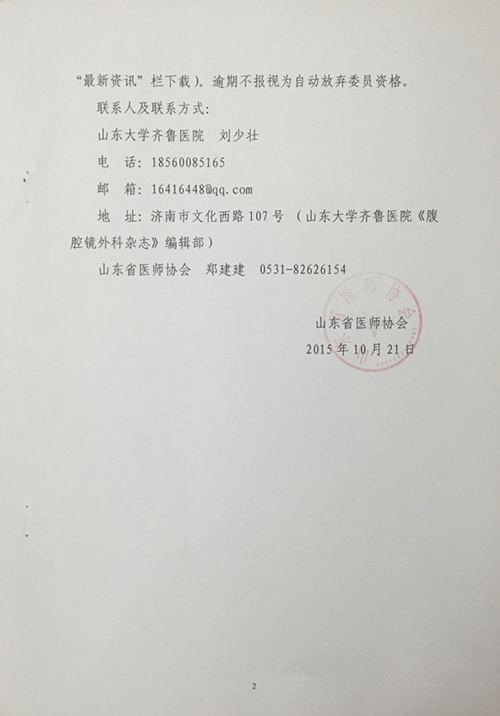 “最新资讯”栏下载）。逾期不报视为自动放弃委员资格。
联系人及联系方式：
山东大学齐鲁医院 刘少壮
电 话：18560085165
邮 箱：16416448@qq.com
地 址：济南市文化西路107号 （山东大学齐鲁医院《腹
腔镜外科杂志》编辑部）
山东省医师协会 郑建建 0531-82626154
山东省医师协会
2015年10月21日
2